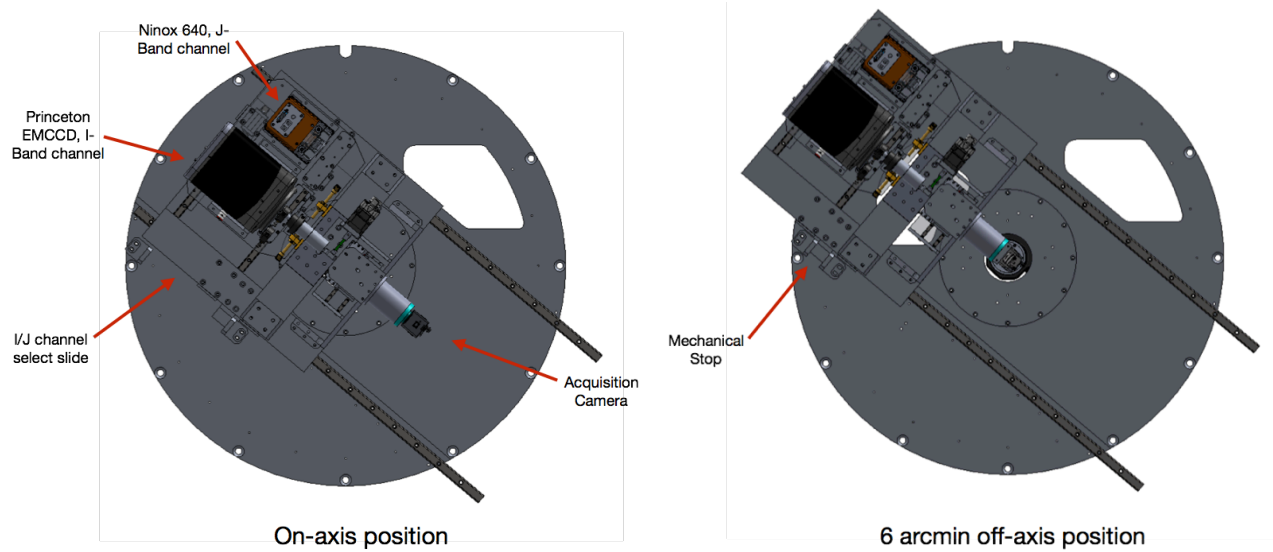 Ninox 640, J-
Band channel
Princeton
EMCCD, I-
Band channel
I/J channel
select slide
Acquisition
Camera
On-axis position
Mechanical
Stop
6 arcmin off-axis position